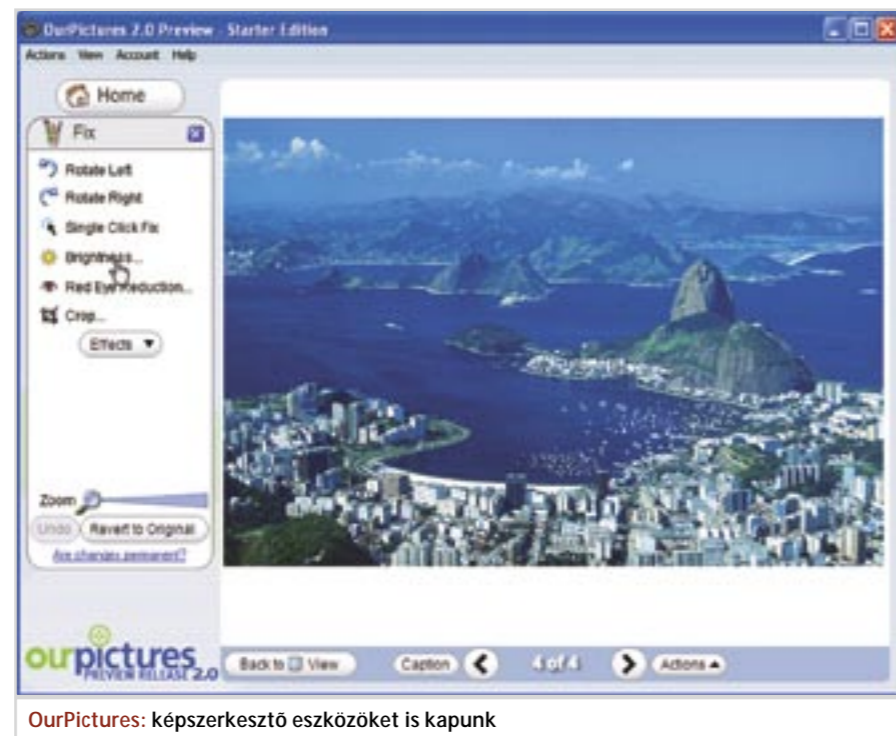 OurPictures 2.0 Preview - Starter Edition
Actions View Account Help
Home
Fix
Rotate Left
Rotate Right
Single Click Fix
Brightness...
Red Eye Reduction...
Crop...
Effects
Zoom
Undo Revert to Original
Are changes permanent?
ourpictures
PREVIEW RELEASE 2.0
Back to View Caption 4 of 4 Actions
OurPictures: képszerkesztõ eszközöket is kapunk